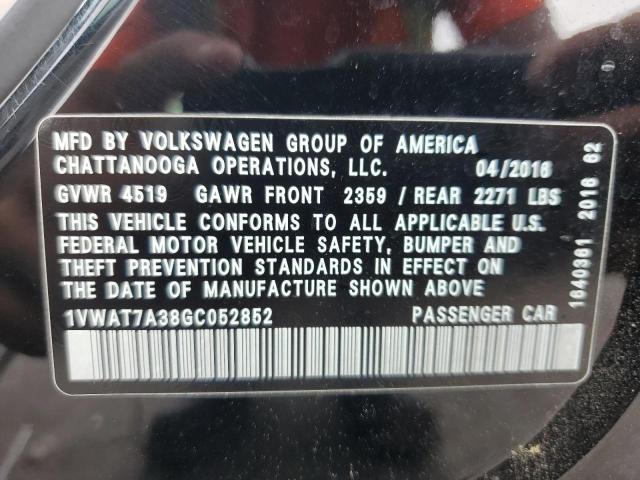 MFD BY VOLKSWAGEN GROUP OF AMERICA
CHATTANOOGA OPERATIONS, LLC. 04/2016
GVWR 4519 GAWR FRONT 2359 / REAR 2271 LBS
THIS VEHICLE CONFORMS TO ALL APPLICABLE U.S.
FEDERAL MOTOR VEHICLE SAFETY, BUMPER AND
THEFT PREVENTION STANDARDS IN EFFECT ON
THE DATE OF MANUFACTURE SHOWN ABOVE
1VWAT7A38GC052852 PASSENGER CAR
1640361 2016 62